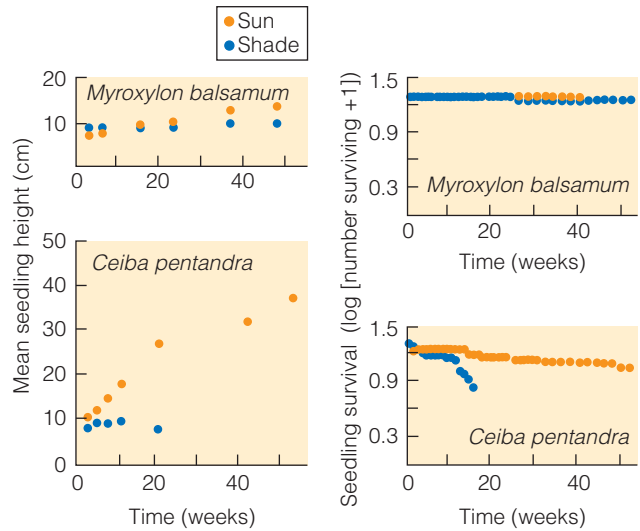 Sun
Shade
Mean seedling height (cm)
20
10
0
Myroxylon balsamum
0
20
40
50
40
30
20
10
0
Ceiba pentandra
0
20
40
Time (weeks)
Seedling survival (log [number surviving +1])
1.5
0.9
0.3
Myroxylon balsamum
0
20
40
Time (weeks)
1.5
0.9
0.3
Ceiba pentandra
0
20
40
Time (weeks)